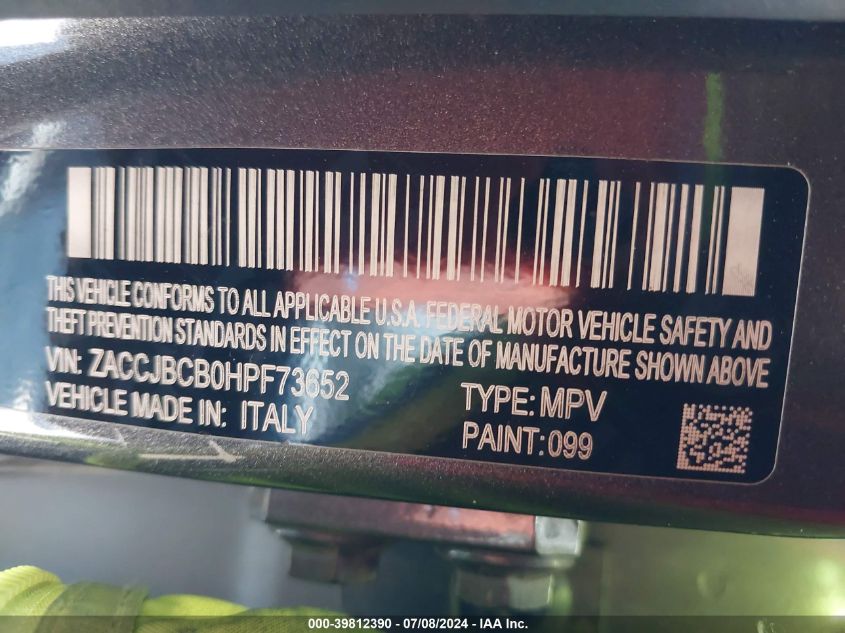 THIS VEHICLE CONFORMS TO ALL APPLICABLE U.S.A. FEDERAL MOTOR VEHICLE SAFETY AND
THEFT PREVENTION STANDARDS IN EFFECT ON THE DATE OF MANUFACTURE SHOWN ABOVE
VIN: ZACCJBCB0HPF73652
TYPE: MPV
VEHICLE MADE IN: ITALY
PAINT: 099
000-39812390 - 07/08/2024 - IAA Inc.